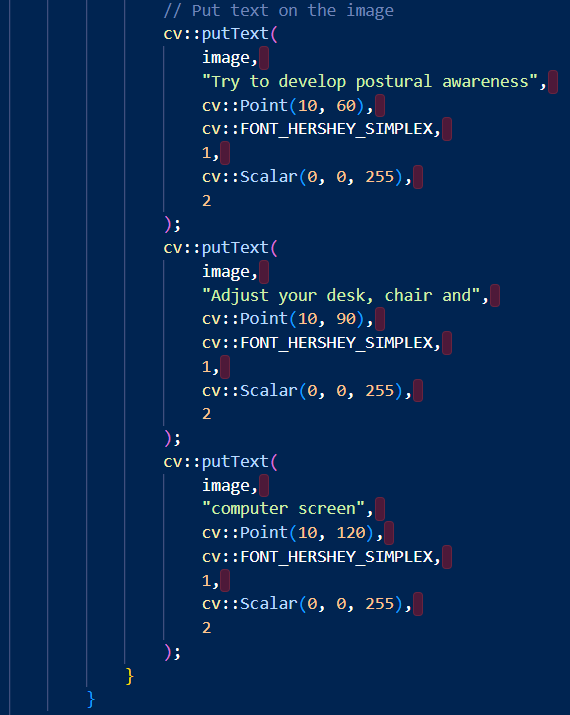 // Put text on the image
cv::putText(
image,
"Try to develop postural awareness",
cv::Point(10, 60),
cv::FONT_HERSHEY_SIMPLEX,
1,
cv::Scalar(0, 0, 255),
2
);
cv::putText(
image,
"Adjust your desk, chair and",
cv::Point(10, 90),
cv::FONT_HERSHEY_SIMPLEX,
1,
cv::Scalar(0, 0, 255),
2
);
cv::putText(
image,
"computer screen",
cv::Point(10, 120),
cv::FONT_HERSHEY_SIMPLEX,
1,
cv::Scalar(0, 0, 255),
2
);
}
}